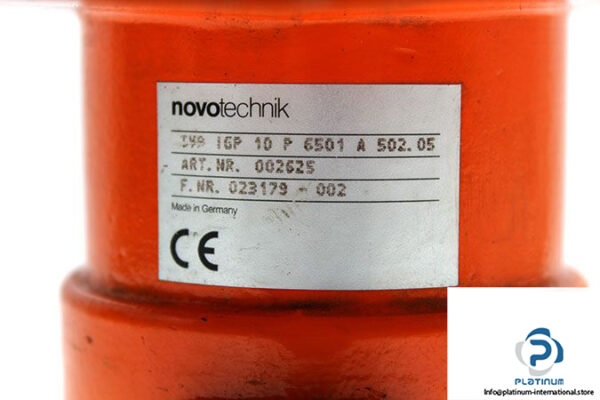 novotechnik
TYP IGP 10 P 6501 A 502.05
ART.NR. 002625
F.NR. 023179 - 002
Made in Germany
CE
PLATINUM
info@platinum-international.store